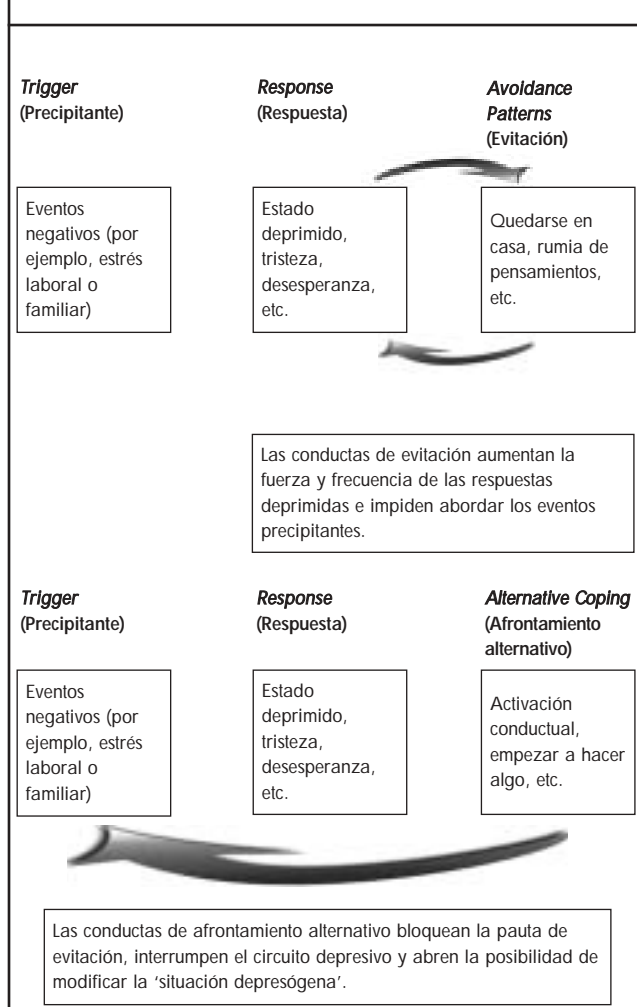 Trigger
(Precipitante)
Response
(Respuesta)
Avoidance
Patterns
(Evitación)
Eventos
negativos (por
ejemplo, estrés
laboral o
familiar)
Estado
deprimido,
tristeza,
desesperanza,
etc.
Quedarse en
casa, rumia de
pensamientos,
etc.
Las conductas de evitación aumentan la
fuerza y frecuencia de las respuestas
deprimidas e impiden abordar los eventos
precipitantes.
Trigger
(Precipitante)
Response
(Respuesta)
Alternative Coping
(Afrontamiento
alternativo)
Eventos
negativos (por
ejemplo, estrés
laboral o
familiar)
Estado
deprimido,
tristeza,
desesperanza,
etc.
Activación
conductual,
empezar a hacer
algo, etc.
Las conductas de afrontamiento alternativo bloquean la pauta de
evitación, interrumpen el circuito depresivo y abren la posibilidad de
modificar la ‘situación depresógena’.